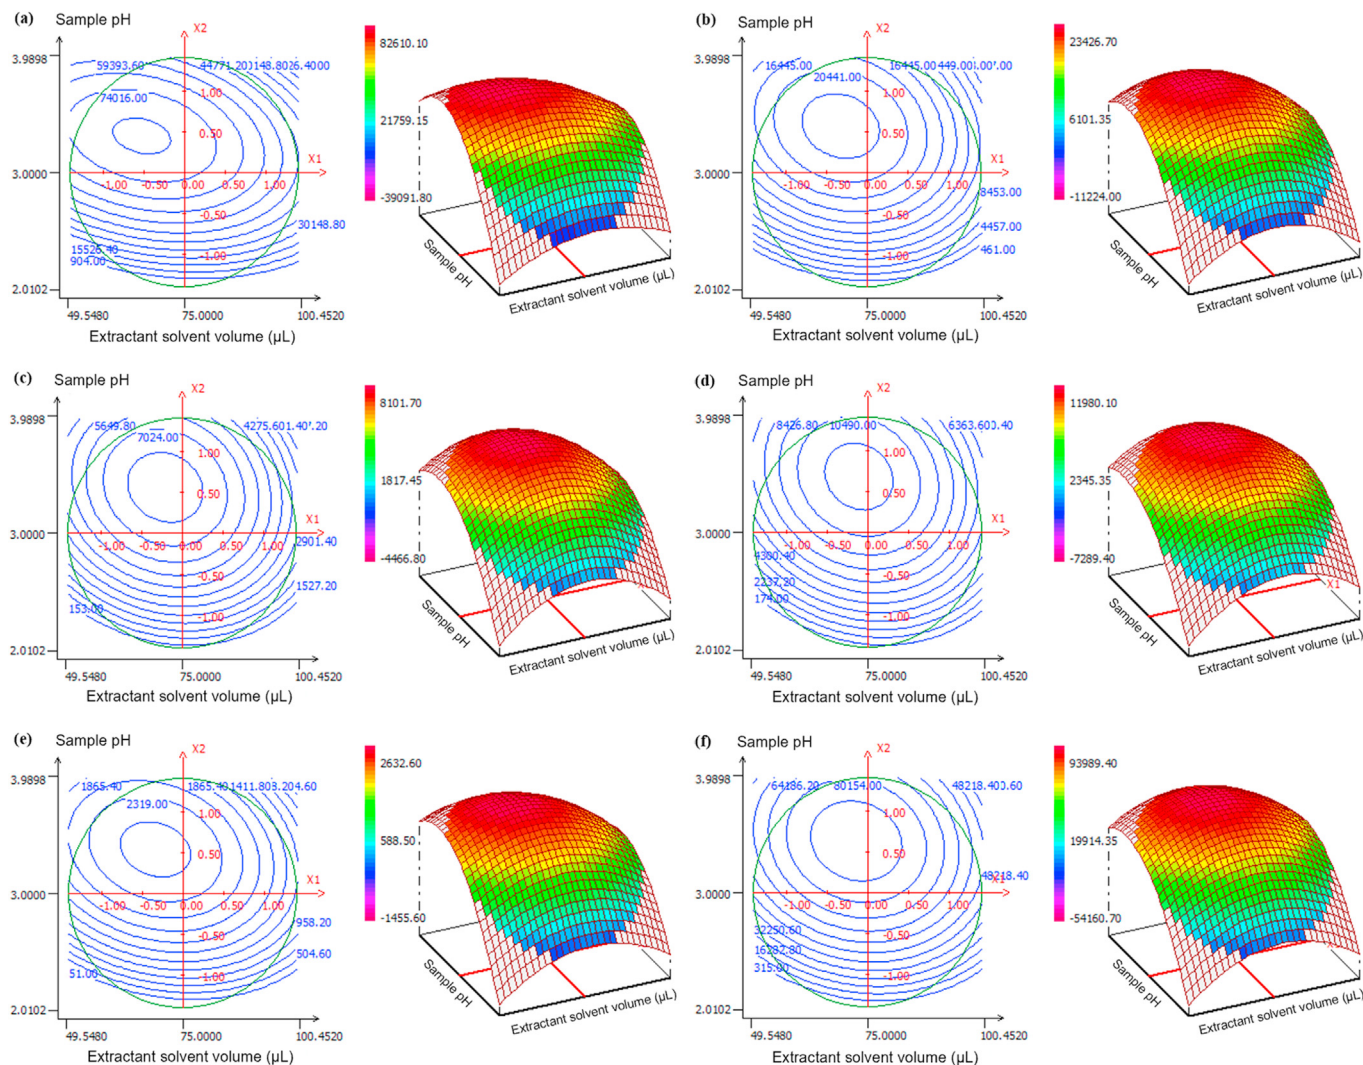 (a) Sample pH
X2
3.9898
59393.60
74016.00
1.00
0.50
X1
3.0000
-1.00 -0.50 0.00 0.50 1.00
-0.50
30148.80
904.00
-1.00
2.0102
49.5480 75.0000 100.4520
Extractant solvent volume (µL)
82610.10
21759.15
-39091.80
Sample pH
Extractant solvent volume (µL)
(b) Sample pH
X2
3.9898
16445.00
20441.00
1.00
0.50
X1
3.0000
-1.00 -0.50 0.00 0.50 1.00
8453.00
-0.50
4457.00
461.00
-1.00
2.0102
49.5480 75.0000 100.4520
Extractant solvent volume (µL)
23426.70
6101.35
-11224.00
Sample pH
Extractant solvent volume (µL)
(c) Sample pH
X2
3.9898
5649.80
7024.00
1.00
0.50
X1
3.0000
-1.00 -0.50 0.00 0.50 1.00
2901.40
-0.50
1527.20
153.00
-1.00
2.0102
49.5480 75.0000 100.4520
Extractant solvent volume (µL)
8101.70
1817.45
-4466.80
Sample pH
Extractant solvent volume (µL)
(d) Sample pH
X2
3.9898
8426.80 10490.00
1.00
0.50
X1
3.0000
-1.00 -0.50 0.00 0.50 1.00
4300.40
-0.50
2237.20
174.00
-1.00
2.0102
49.5480 75.0000 100.4520
Extractant solvent volume (µL)
11980.10
2345.35
-7289.40
X1
Sample pH
Extractant solvent volume (µL)
(e) Sample pH
X2
3.9898
1865.40 1865.40
2319.00
1.00
0.50
X1
3.0000
-1.00 -0.50 0.00 0.50 1.00
958.20
-0.50
504.60
51.00
-1.00
2.0102
49.5480 75.0000 100.4520
Extractant solvent volume (µL)
2632.60
588.50
-1455.60
Sample pH
Extractant solvent volume (µL)
(f) Sample pH
X2
3.9898
64186.20 80154.00
1.00
0.50
48218.40
X1
3.0000
-1.00 -0.50 0.00 0.50 1.00
32250.60
-0.50
16282.80
315.00
-1.00
2.0102
49.5480 75.0000 100.4520
Extractant solvent volume (µL)
93989.40
19914.35
-54160.70
Sample pH
Extractant solvent volume (µL)